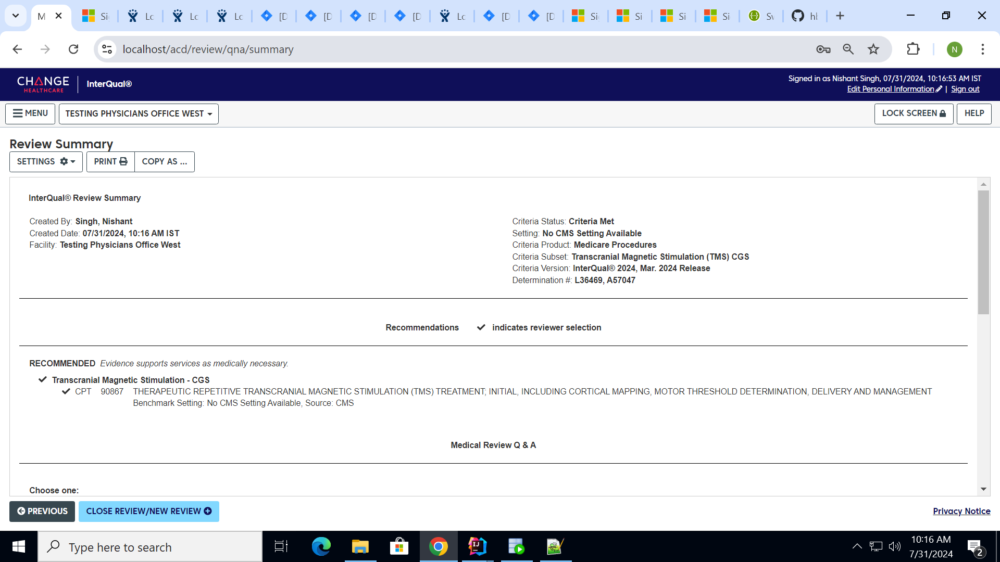 M
Si
Lo
Lo
Lo
[D
[D
[D
[D
Lo
[D
[D
Sig
Si
Si
Si
Sv
hb
localhost/acd/review/qna/summary
N
CHANGE
HEALTHCARE
InterQual®
Signed in as Nishant Singh, 07/31/2024, 10:16:53 AM IST
Edit Personal Information | Sign out
MENU
TESTING PHYSICIANS OFFICE WEST
LOCK SCREEN
HELP
Review Summary
SETTINGS
PRINT
COPY AS ...
InterQual® Review Summary
Created By: Singh, Nishant
Created Date: 07/31/2024, 10:16 AM IST
Facility: Testing Physicians Office West
Criteria Status: Criteria Met
Setting: No CMS Setting Available
Criteria Product: Medicare Procedures
Criteria Subset: Transcranial Magnetic Stimulation (TMS) CGS
Criteria Version: InterQual® 2024, Mar. 2024 Release
Determination #: L36469, A57047
Recommendations ✔ indicates reviewer selection
RECOMMENDED Evidence supports services as medically necessary.
✔ Transcranial Magnetic Stimulation - CGS
✔ CPT 90867 THERAPEUTIC REPETITIVE TRANSCRANIAL MAGNETIC STIMULATION (TMS) TREATMENT; INITIAL, INCLUDING CORTICAL MAPPING, MOTOR THRESHOLD DETERMINATION, DELIVERY AND MANAGEMENT
Benchmark Setting: No CMS Setting Available, Source: CMS
Medical Review Q & A
Choose one:
PREVIOUS
CLOSE REVIEW/NEW REVIEW
Privacy Notice
Type here to search
IJ
10:16 AM
7/31/2024
2